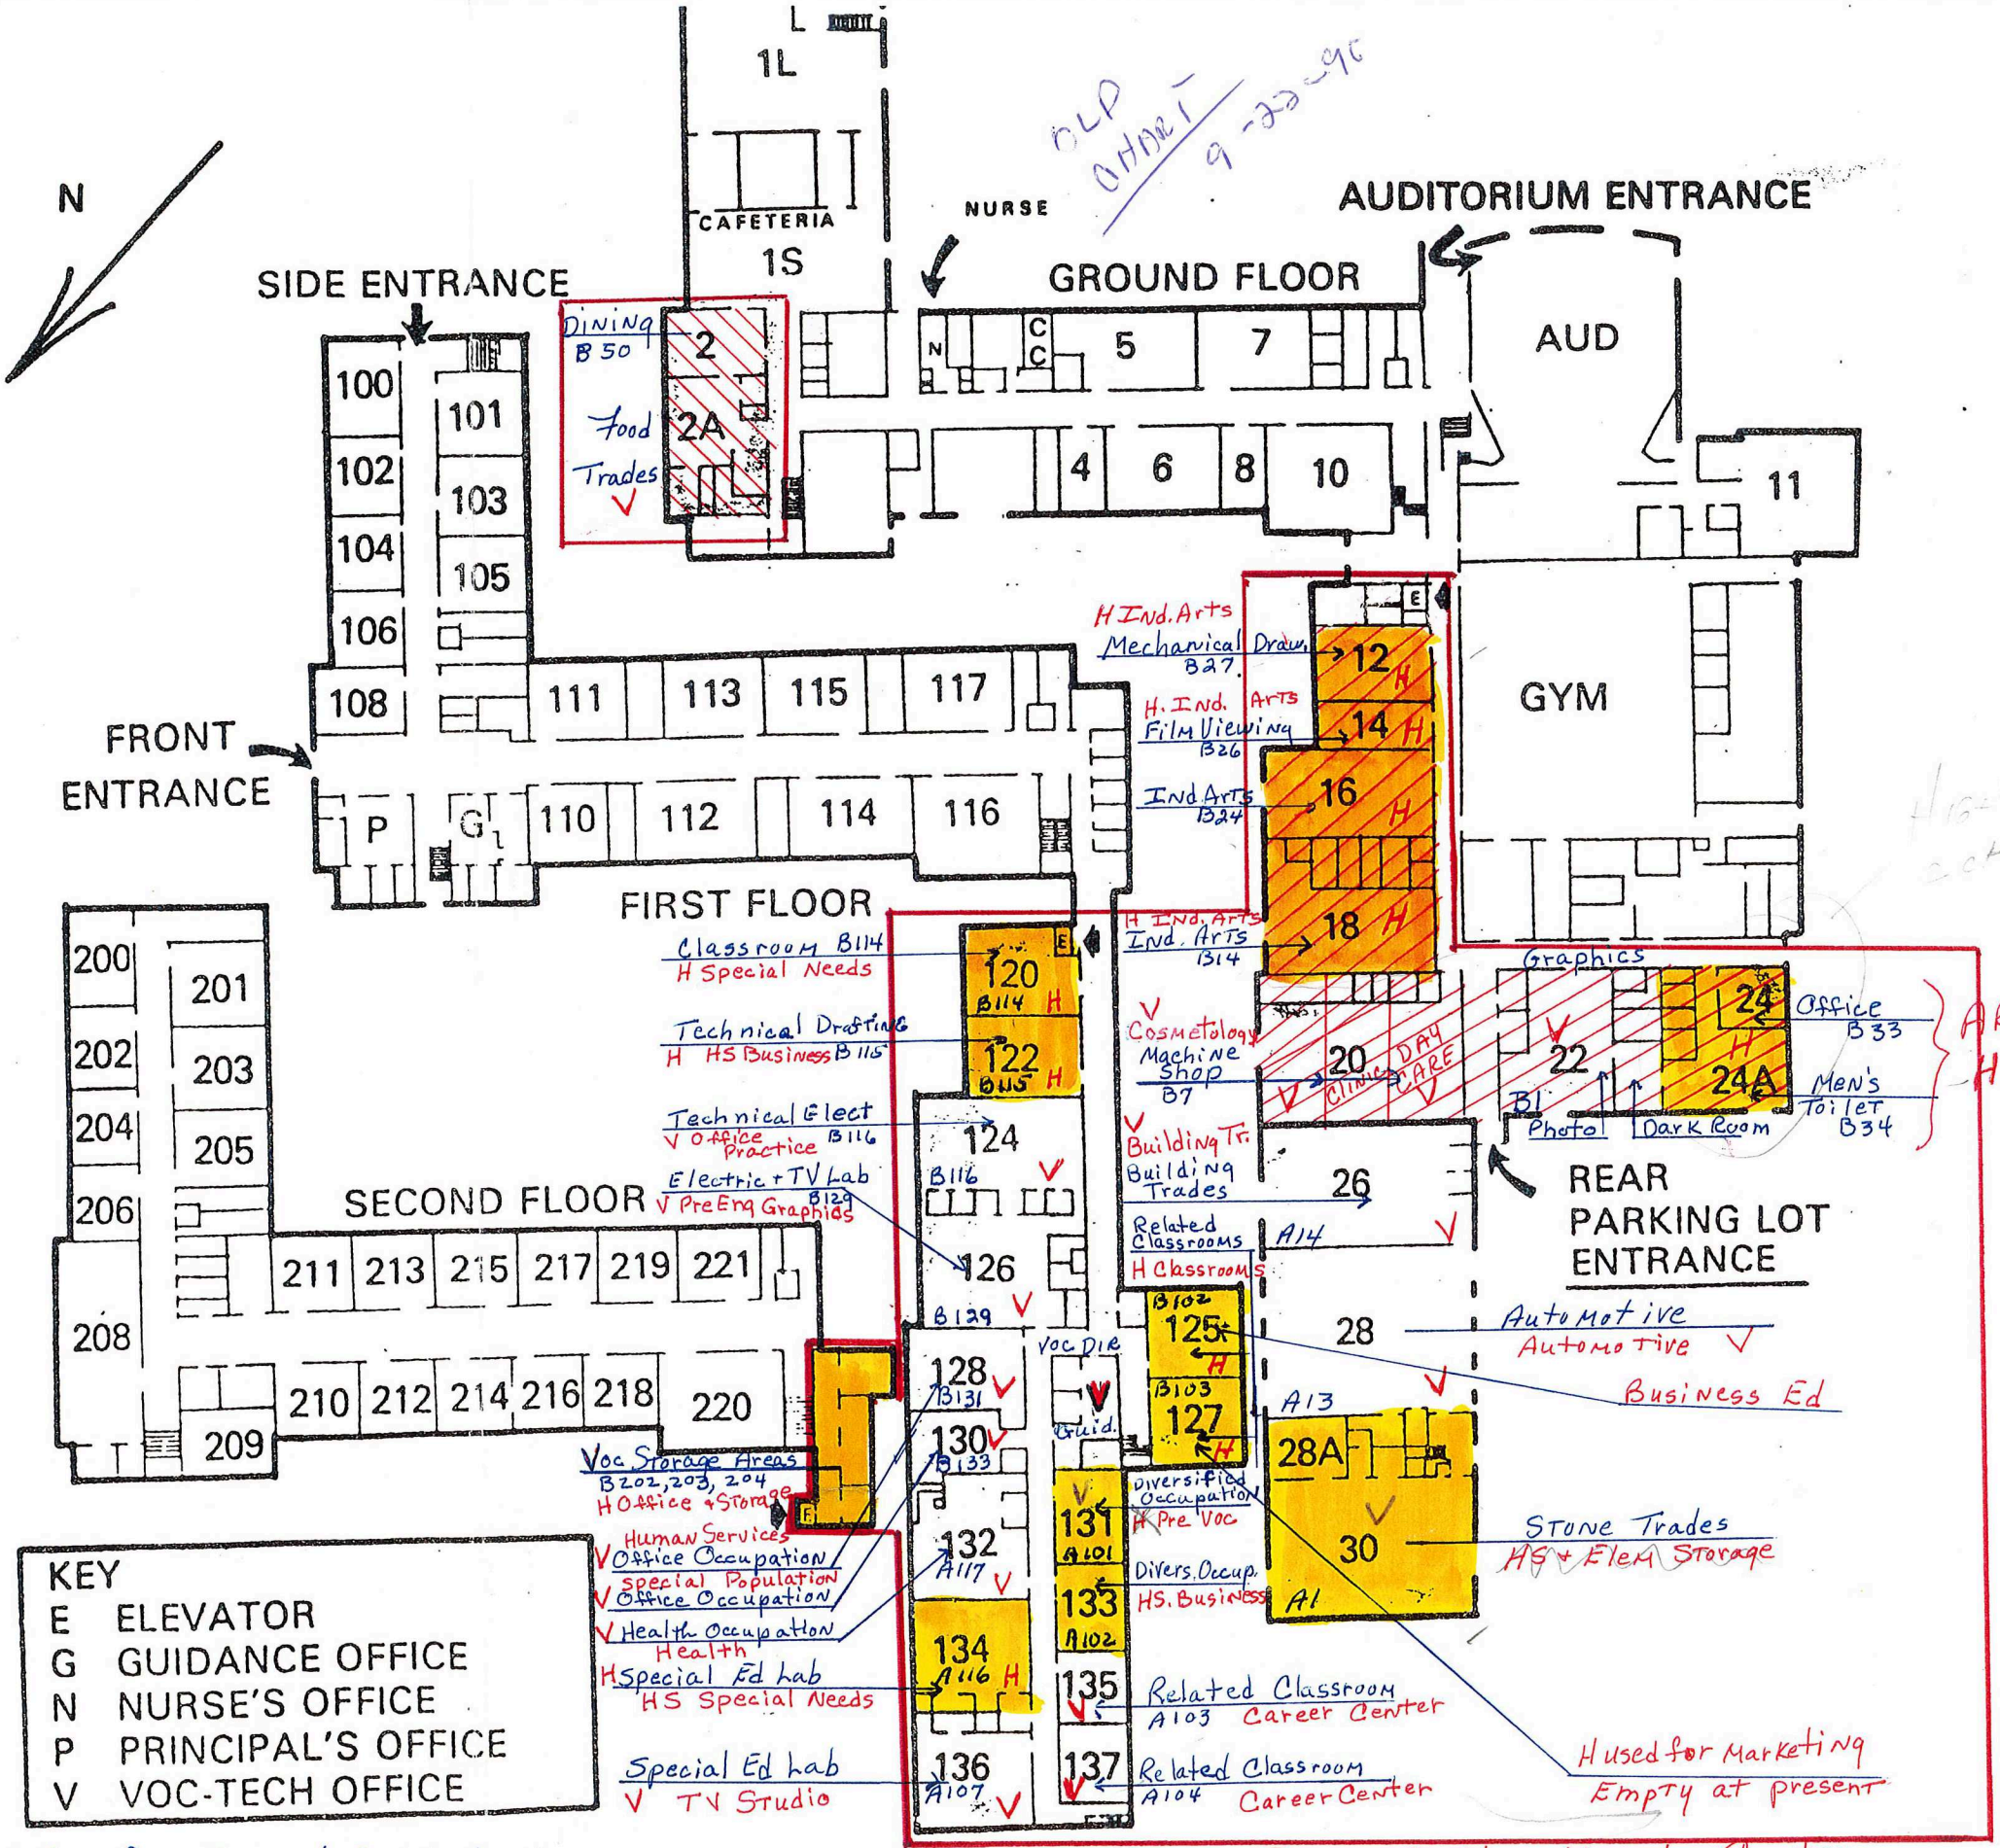 L
1L
OLD
CHART
9-22-95
N
NURSE
AUDITORIUM ENTRANCE
CAFETERIA
1S
SIDE ENTRANCE
GROUND FLOOR
Dining
B 50
2
N
C
C
5
7
AUD
100
101
Food
2A
102
Trades
V
4
6
8
10
11
103
104
105
H Ind. Arts
E
106
Mechanical Draw.
B27
12
H
108
111
113
115
117
H. Ind. Arts
Film Viewing
B26
14
H
GYM
FRONT
ENTRANCE
P
G
110
112
114
116
Ind Arts
B24
16
H
FIRST FLOOR
200
201
Classroom B114
H Special Needs
E
120
B114 H
H Ind. Arts
Ind. Arts
B14
18
H
Graphics
24
Office
B33
202
203
Technical Drafting
H HS Business B115
122
B115 H
V
Cosmetology
Machine
Shop
B7
20
CLINIC
DAY
CARE
V
V
V
22
H
24A
Men's
Toilet
B34
B1
Photo
Dark Room
204
205
Technical Elect
V Office B116
Practice
124
V
B116
V
Building Tr.
Building
Trades
26
V
A14
REAR
PARKING LOT
ENTRANCE
206
SECOND FLOOR
Electric + TV Lab
B129
V Pre Eng Graphics
126
V
B129
Related
Classrooms
H Classrooms
208
211
213
215
217
219
221
Voc Dir
B102
125
H
28
V
A13
Automotive
Automotive V
128
B131
V
V
B103
127
H
Business Ed
210
212
214
216
218
220
209
130
B133
V
Guid.
28A
Voc Storage Areas
B202, 203, 204
H Office & Storage
E
V
131
A101
Diversified
Occupation
H Pre Voc
V
30
A1
Stone Trades
HS + Elem Storage
Human Services
V Office Occupation
Special Population
V Office Occupation
V Health Occupation
Health
132
A117
V
133
A102
Divers. Occup.
HS. Business
H Special Ed Lab
HS Special Needs
134
A116 H
135
V
Related Classroom
A103 Career Center
Special Ed Lab
V TV Studio
136
A107
V
137
V
Related Classroom
A104 Career Center
H used for Marketing
Empty at present
KEY
E ELEVATOR
G GUIDANCE OFFICE
N NURSE'S OFFICE
P PRINCIPAL'S OFFICE
V VOC-TECH OFFICE